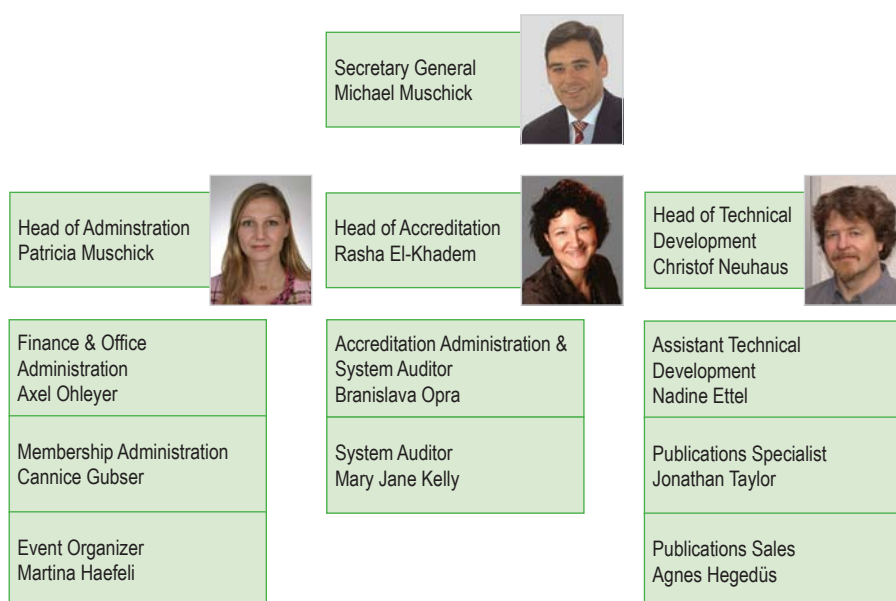 Secretary General
Michael Muschick
Head of Adminstration
Patricia Muschick
Head of Accreditation
Rasha El-Khadem
Head of Technical
Development
Christof Neuhaus
Finance & Office
Administration
Axel Ohleyer
Membership Administration
Cannice Gubser
Event Organizer
Martina Haefeli
Accreditation Administration &
System Auditor
Branislava Opra
System Auditor
Mary Jane Kelly
Assistant Technical
Development
Nadine Ettel
Publications Specialist
Jonathan Taylor
Publications Sales
Agnes Hegedüs